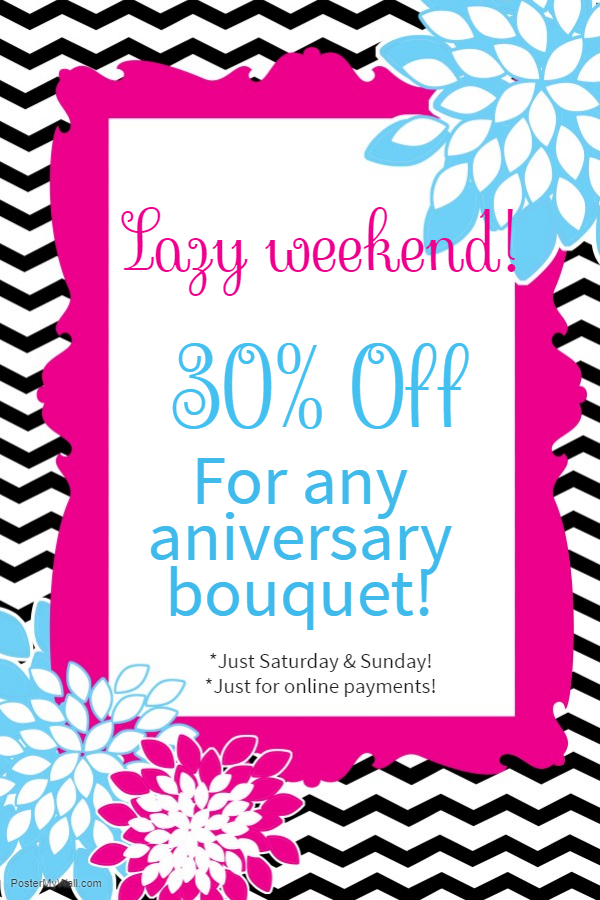 Lazy weekend!
30% Off
For any
aniversary
bouquet!
*Just Saturday & Sunday!
*Just for online payments!
PosterMyWall.com